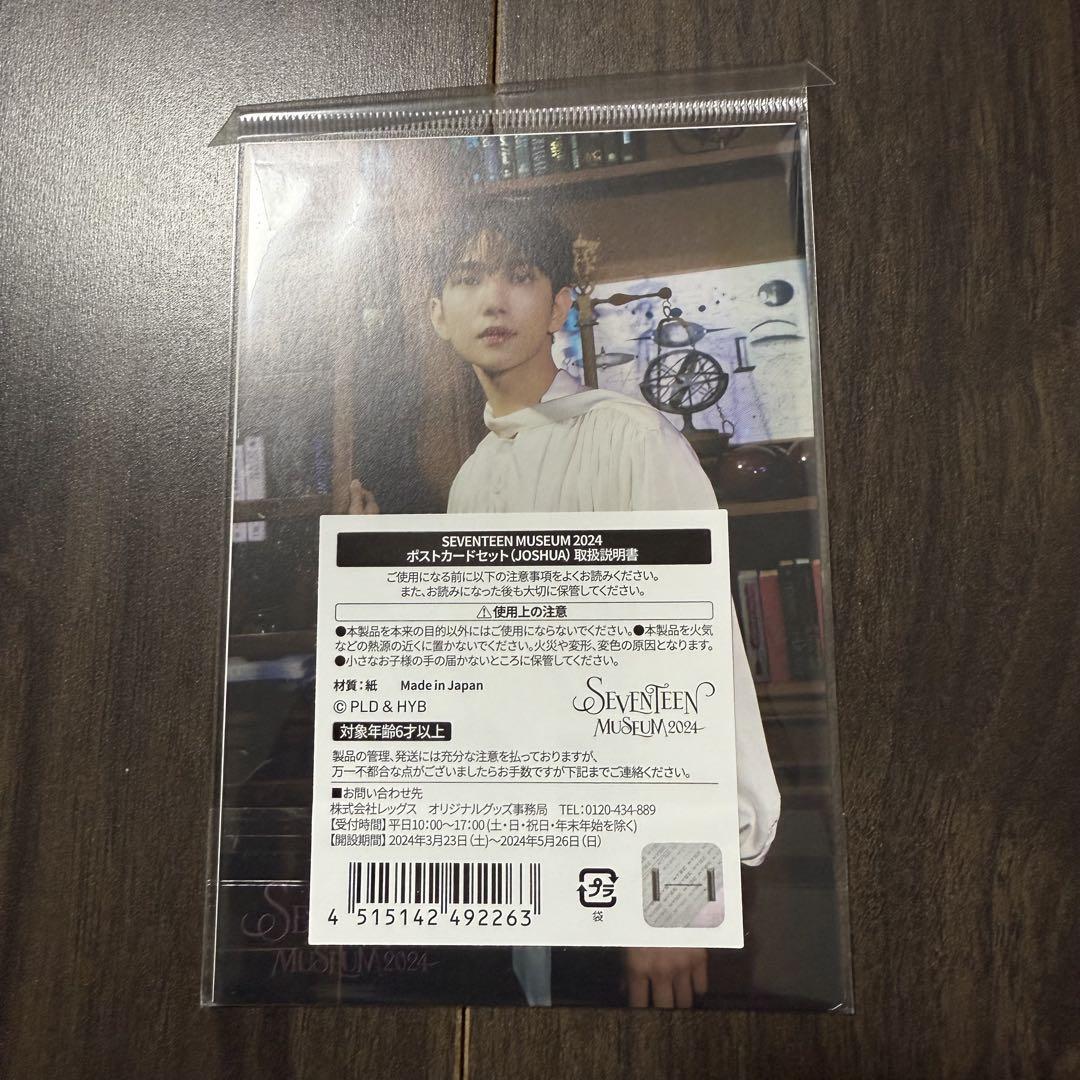 SEVENTEEN MUSEUM 2024
ポストカードセット(JOSHUA) 取扱説明書
ご使用になる前に以下の注意事項をよくお読みください。
また、お読みになった後も大切に保管してください。
⚠使用上の注意
●本製品を本来の目的以外にはご使用にならないでください。●本製品を火気
などの熱源の近くに置かないでください。火災や変形、変色の原因となります。
●小さなお子様の手の届かないところに保管してください。
材質:紙 Made in Japan
© PLD & HYB
SEVENTEEN
MUSEUM 2024
対象年齢6才以上
製品の管理、発送には充分な注意を払っておりますが、
万一不都合な点がございましたらお手数ですが下記までご連絡ください。
■お問い合わせ先
株式会社レッグス オリジナルグッズ事務局 TEL:0120-434-889
【受付時間】平日10:00〜17:00(土・日・祝日・年末年始を除く)
【開設期間】2024年3月23日(土)〜2024年5月26日(日)
4 515142 492263
プラ
袋
SE
MUSEUM 2024